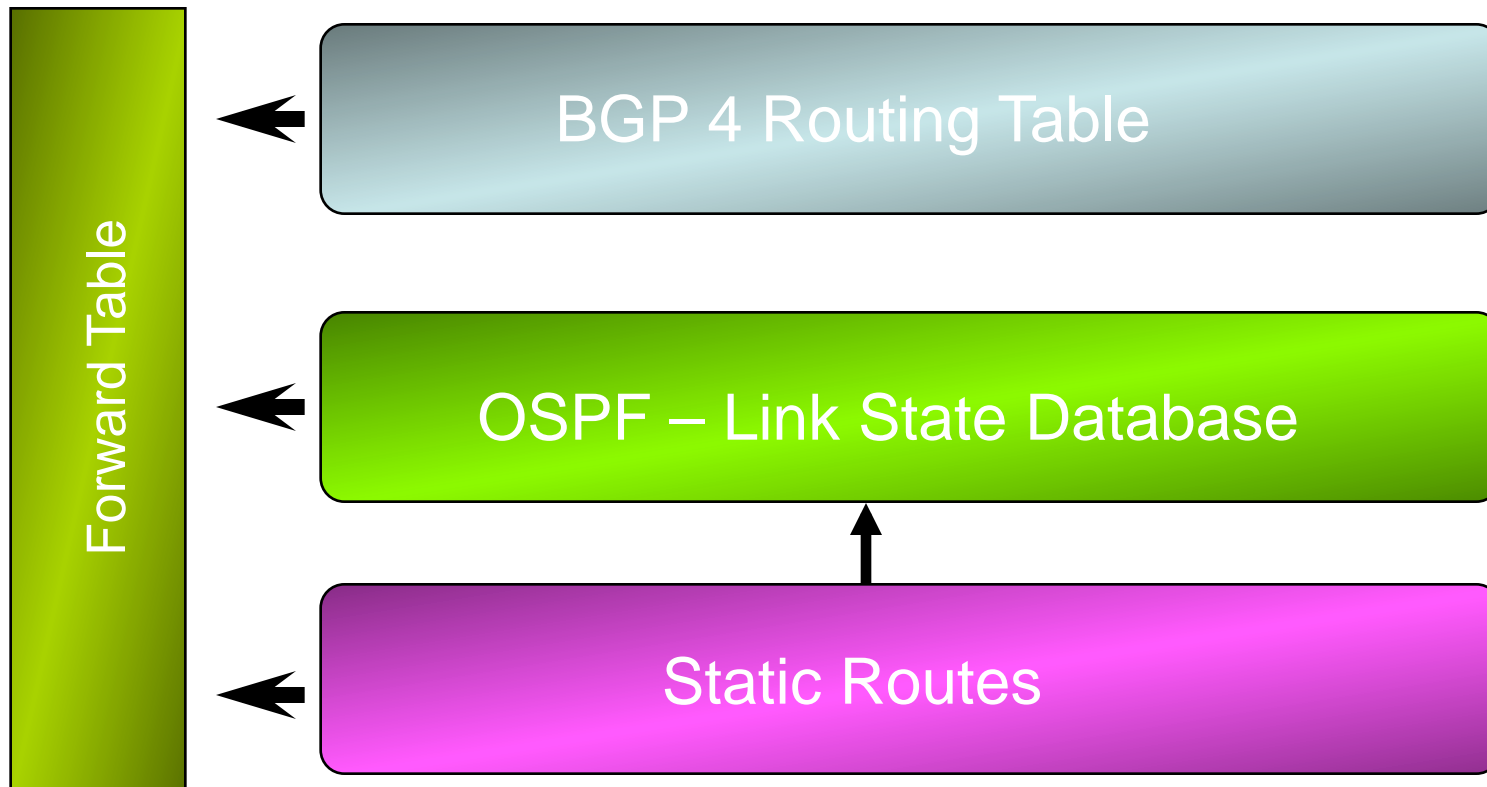 Forward Table
BGP 4 Routing Table
OSPF – Link State Database
Static Routes